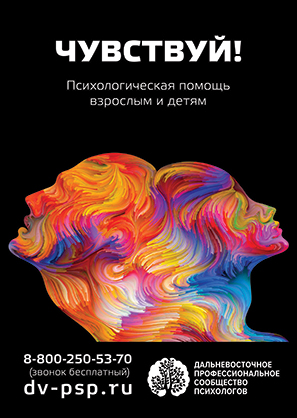 ЧУВСТВУЙ!
Психологическая помощь
взрослым и детям
8-800-250-53-70
(звонок бесплатный)
dv-psp.ru
ДАЛЬНЕВОСТОЧНОЕ
ПРОФЕССИОНАЛЬНОЕ
СООБЩЕСТВО
ПСИХОЛОГОВ